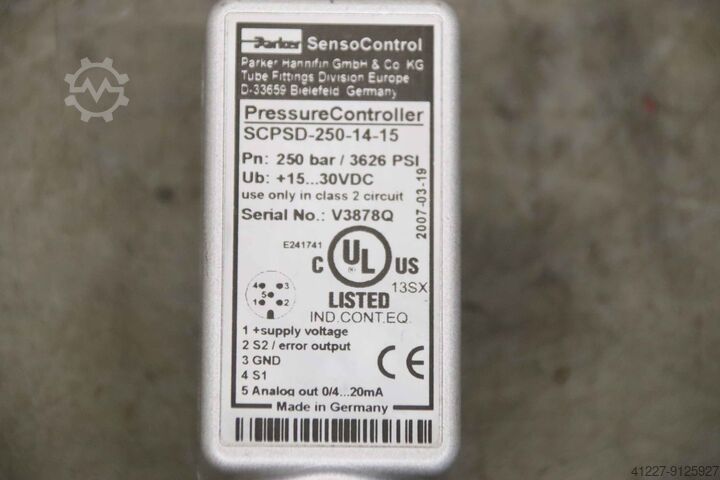 Parker SensoControl
Parker Hannifin GmbH & Co. KG
Tube Fittings Division Europe
D-33659 Bielefeld Germany
PressureController
SCPSD-250-14-15
Pn: 250 bar / 3626 PSI
Ub: +15...30VDC
use only in class 2 circuit
Serial No.: V3878Q
2007-03-19
E241741
C UL US
13SX
LISTED
IND.CONT.EQ.
4 3
5
1 2
1 +supply voltage
2 S2 / error output
3 GND
4 S1
5 Analog out 0/4...20mA
CE
Made in Germany
41227-9125927